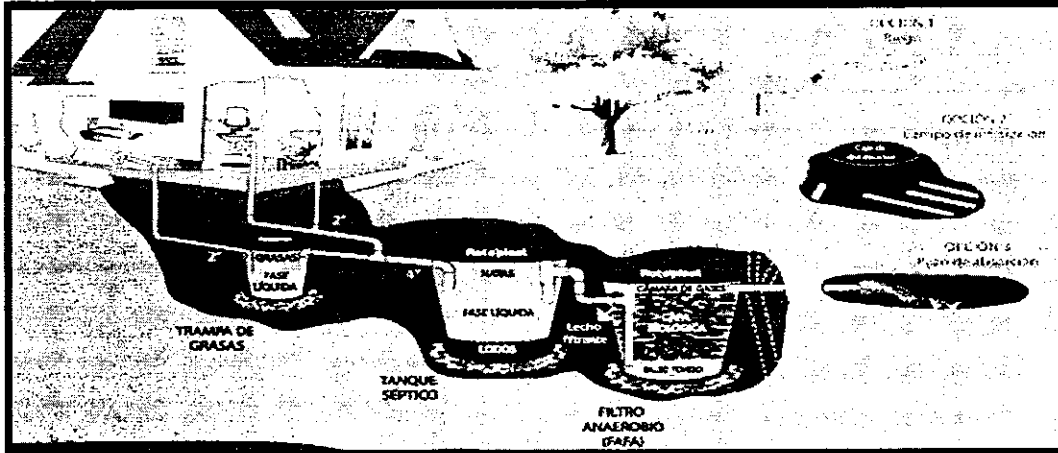 OPCIÓN 1
Riego
OPCIÓN 2
Campo de infiltración
OPCIÓN 3
Pozo de absorción
2"
2"
4"
GRASAS
FASE
LÍQUIDA
TRAMPA DE
GRASAS
Rotoplast
NATAS
FASE LÍQUIDA
LODOS
TANQUE
SÉPTICO
Lecho
filtrante
Rotoplast
CÁMARA DE GASES
BIOLÓGICA
FALSO FONDO
FILTRO
ANAEROBIO
(FAFA)